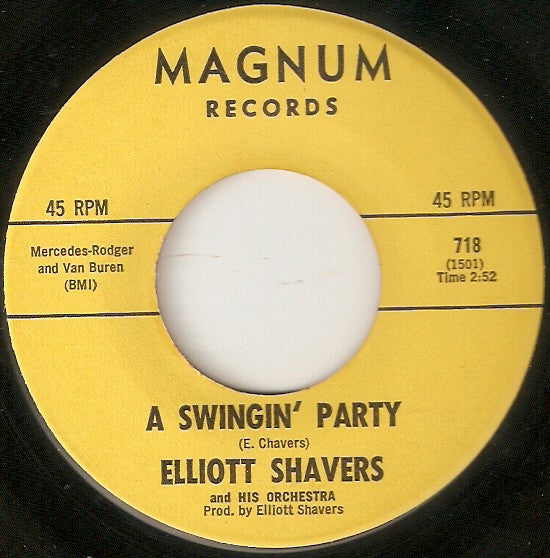 MAGNUM
RECORDS
45 RPM
45 RPM
Mercedes-Rodger
and Van Buren
(BMI)
718
(1501)
Time 2:52
A SWINGIN' PARTY
(E. Chavers)
ELLIOTT SHAVERS
and HIS ORCHESTRA
Prod. by Elliott Shavers